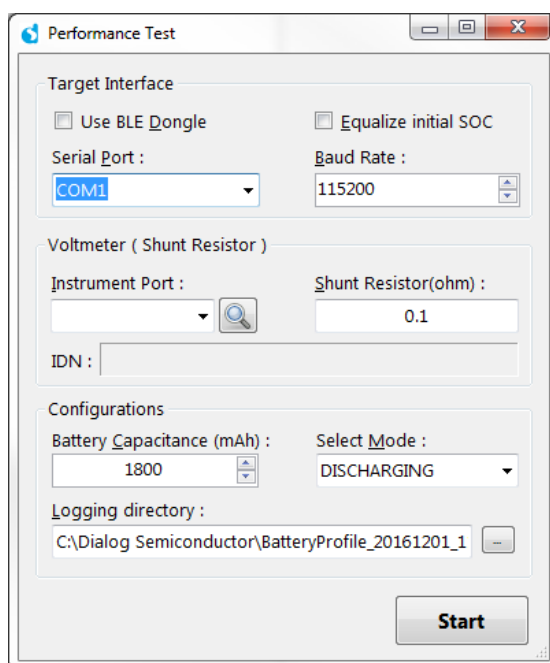 Performance Test
Target Interface
Use BLE Dongle
Equalize initial SOC
Serial Port :
Baud Rate :
COM1
115200
Voltmeter ( Shunt Resistor )
Instrument Port :
Shunt Resistor(ohm) :
0.1
IDN :
Configurations
Battery Capacitance (mAh) :
Select Mode :
1800
DISCHARGING
Logging directory :
C:\Dialog Semiconductor\BatteryProfile_20161201_1
...
Start